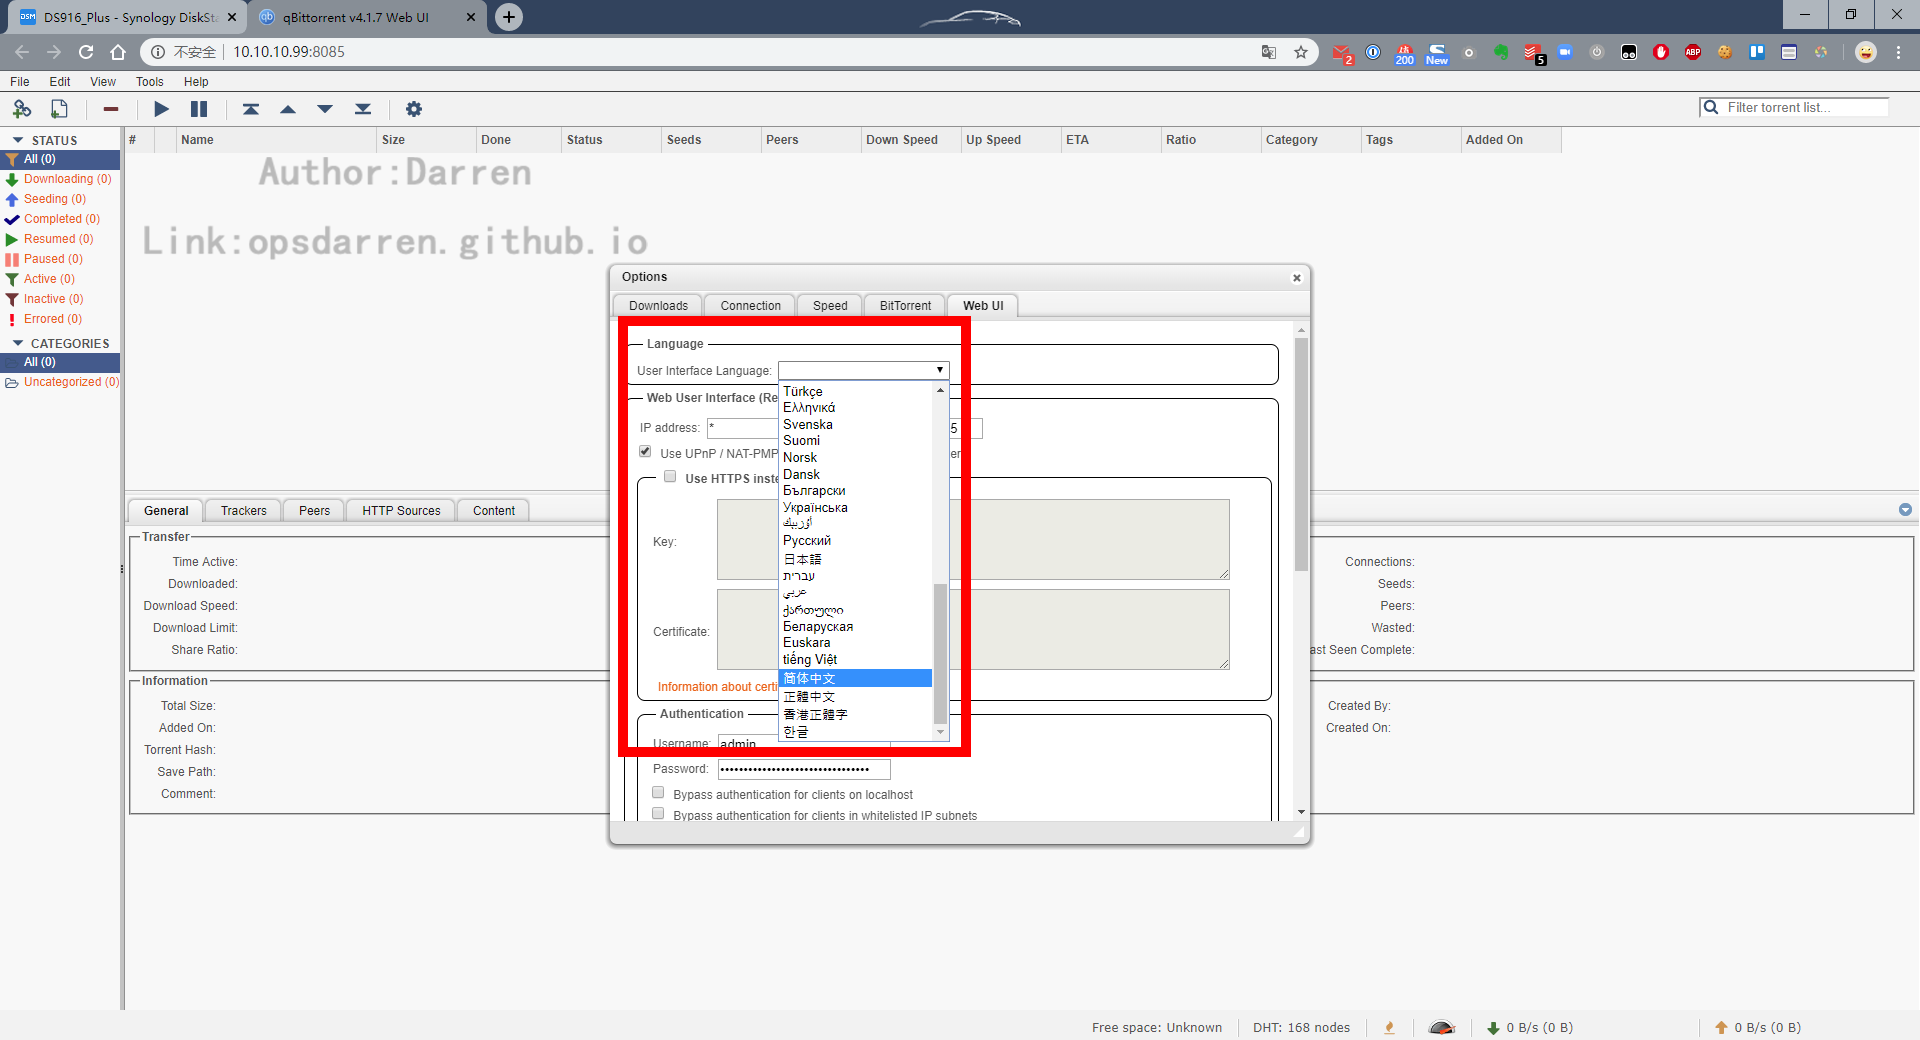 DS916_Plus - Synology DiskSta
qBittorrent v4.1.7 Web UI
不安全
10.10.10.99:8085
2
200
New
5
ABP
File Edit View Tools Help
Filter torrent list...
STATUS
All (0)
Downloading (0)
Seeding (0)
Completed (0)
Resumed (0)
Paused (0)
Active (0)
Inactive (0)
Errored (0)
CATEGORIES
All (0)
Uncategorized (0)
# Name Size Done Status Seeds Peers Down Speed Up Speed ETA Ratio Category Tags Added On
Author:Darren
Link:opsdarren.github.io
Options
Downloads Connection Speed BitTorrent Web UI
Language
User Interface Language:
Web User Interface (Re
IP address: *
5
Use UPnP / NAT-PMP
er
Use HTTPS inste
Key:
Certificate:
Information about certi
Authentication
Username: admin
Password: ••••••••••••••••••••••••••••••••
Bypass authentication for clients on localhost
Bypass authentication for clients in whitelisted IP subnets
Türkçe
Ελληνικά
Svenska
Suomi
Norsk
Dansk
Български
Українська
أۇزبېك
Русский
日本語
עברית
عربي
ქართული
Беларуская
Euskara
tiếng Việt
简体中文
正體中文
香港正體字
한글
General Trackers Peers HTTP Sources Content
Transfer
Time Active:
Downloaded:
Download Speed:
Download Limit:
Share Ratio:
Connections:
Seeds:
Peers:
Wasted:
ast Seen Complete:
Information
Total Size:
Added On:
Torrent Hash:
Save Path:
Comment:
Created By:
Created On:
Free space: Unknown
DHT: 168 nodes
0 B/s (0 B)
0 B/s (0 B)